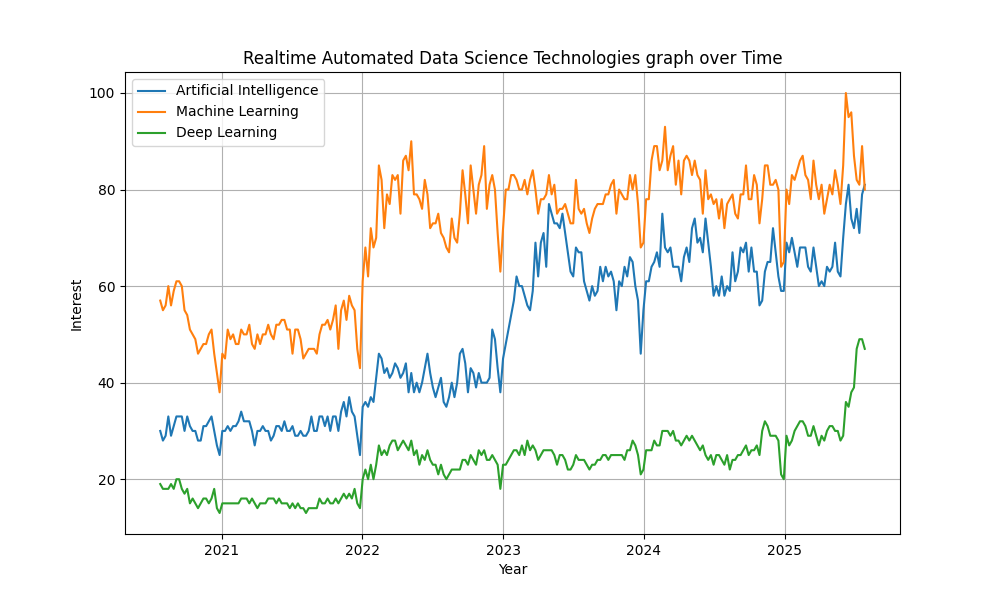 Realtime Automated Data Science Technologies graph over Time
Artificial Intelligence
Machine Learning
Deep Learning
100
80
60
40
20
Interest
2021 2022 2023 2024 2025
Year